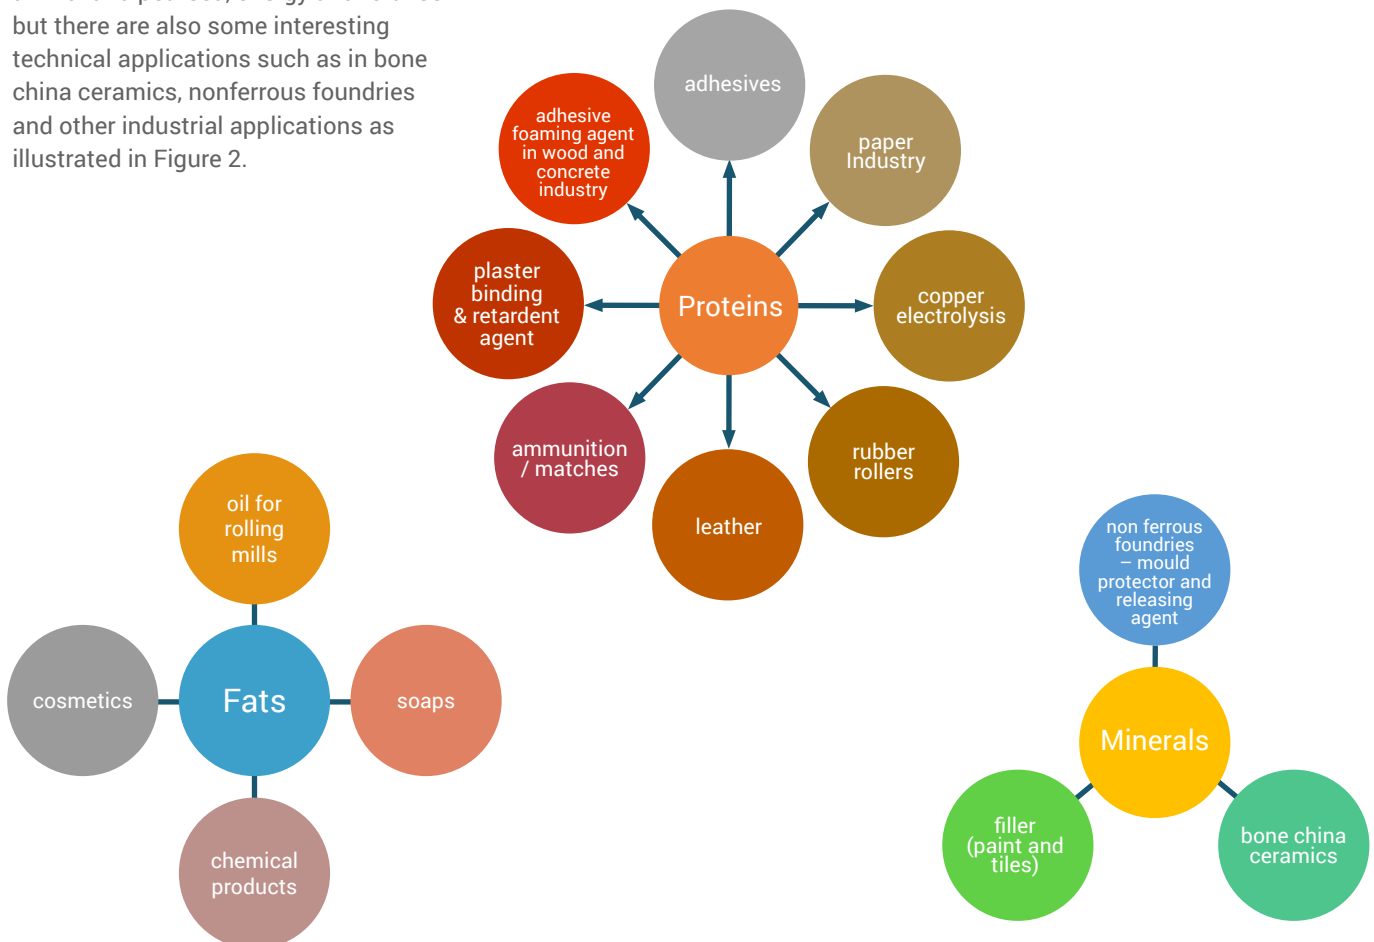 but there are also some interesting
technical applications such as in bone
china ceramics, nonferrous foundries
and other industrial applications as
illustrated in Figure 2.
adhesives
adhesive
foaming agent
in wood and
concrete
industry
paper
Industry
plaster
binding
& retardent
agent
Proteins
copper
electrolysis
ammunition
/ matches
rubber
rollers
leather
oil for
rolling
mills
cosmetics
Fats
soaps
chemical
products
non ferrous
foundries
– mould
protector and
releasing
agent
Minerals
filler
(paint and
tiles)
bone china
ceramics